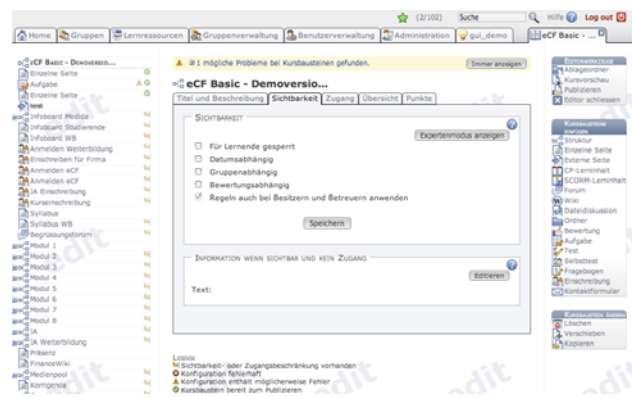 (2/102) Suche Hilfe Log out
Home Gruppen Lernressourcen Gruppenverwaltung Benutzerverwaltung Administration gui_demo eCF Basic - ...
eCF Basic - Demoversio...
Einzelne Seite
Aufgabe
Einzelne Seite
test
Infoboard Medica
Infoboard Studierende
Infoboard WB
Anmelden Weiterbildung
Einschreiben für Firma
Anmelden eCF
Anmelden eCF
IA Einschreibung
Kurseinschreibung
Syllabus
Syllabus WB
Begrüssungsforum
Modul 1
Modul 2
Modul 3
Modul 4
Modul 5
Modul 6
Modul 7
Modul 8
IA
IA Weiterbildung
Präsenz
FinanceWiki
Medienpool
Korrigenda
1 mögliche Probleme bei Kursbausteinen gefunden. Immer anzeigen
eCF Basic - Demoversio...
Titel und Beschreibung Sichtbarkeit Zugang Übersicht Punkte
Sichtbarkeit
Expertenmodus anzeigen
Für Lernende gesperrt
Datumsabhängig
Gruppenabhängig
Bewertungsabhängig
Regeln auch bei Besitzern und Betreuern anwenden
Speichern
Information wenn sichtbar und kein Zugang
Editieren
Text:
Legende
Sichtbarkeit- oder Zugangsbeschränkung vorhanden
Konfiguration fehlerhaft
Konfiguration enthält möglicherweise Fehler
Kursbaustein bereit zum Publizieren
Editorwerkzeuge
Ablageordner
Kursvorschau
Publizieren
Editor schliessen
Kursbausteine
einfügen
Struktur
Einzelne Seite
Externe Seite
CP-Lerninhalt
SCORM-Lerninhalt
Forum
Wiki
Dateidiskussion
Ordner
Bewertung
Aufgabe
Test
Selbsttest
Fragebogen
Einschreibung
Kontaktformular
Kursbaustein ändern
Löschen
Verschieben
Kopieren
edit
edit
edit
edit